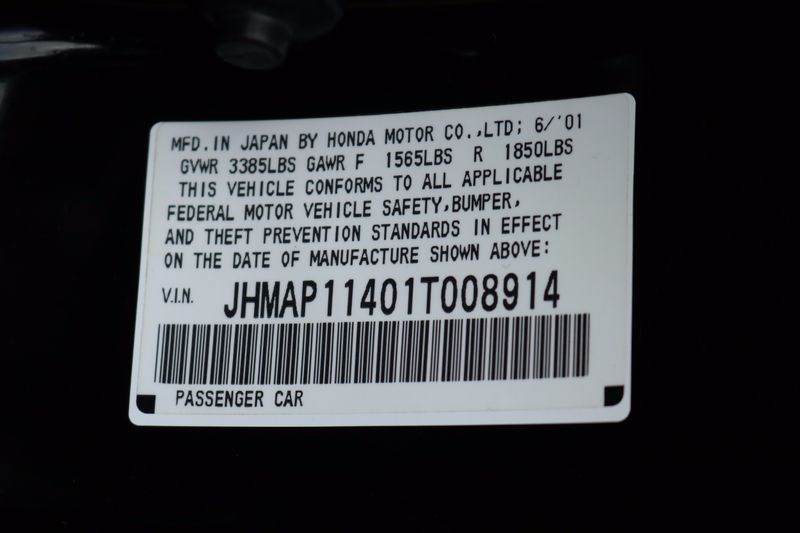 MFD.IN JAPAN BY HONDA MOTOR CO.,LTD; 6/'01
GVWR 3385LBS GAWR F 1565LBS R 1850LBS
THIS VEHICLE CONFORMS TO ALL APPLICABLE
FEDERAL MOTOR VEHICLE SAFETY,BUMPER,
AND THEFT PREVENTION STANDARDS IN EFFECT
ON THE DATE OF MANUFACTURE SHOWN ABOVE:
V.I.N. JHMAP11401T008914
PASSENGER CAR